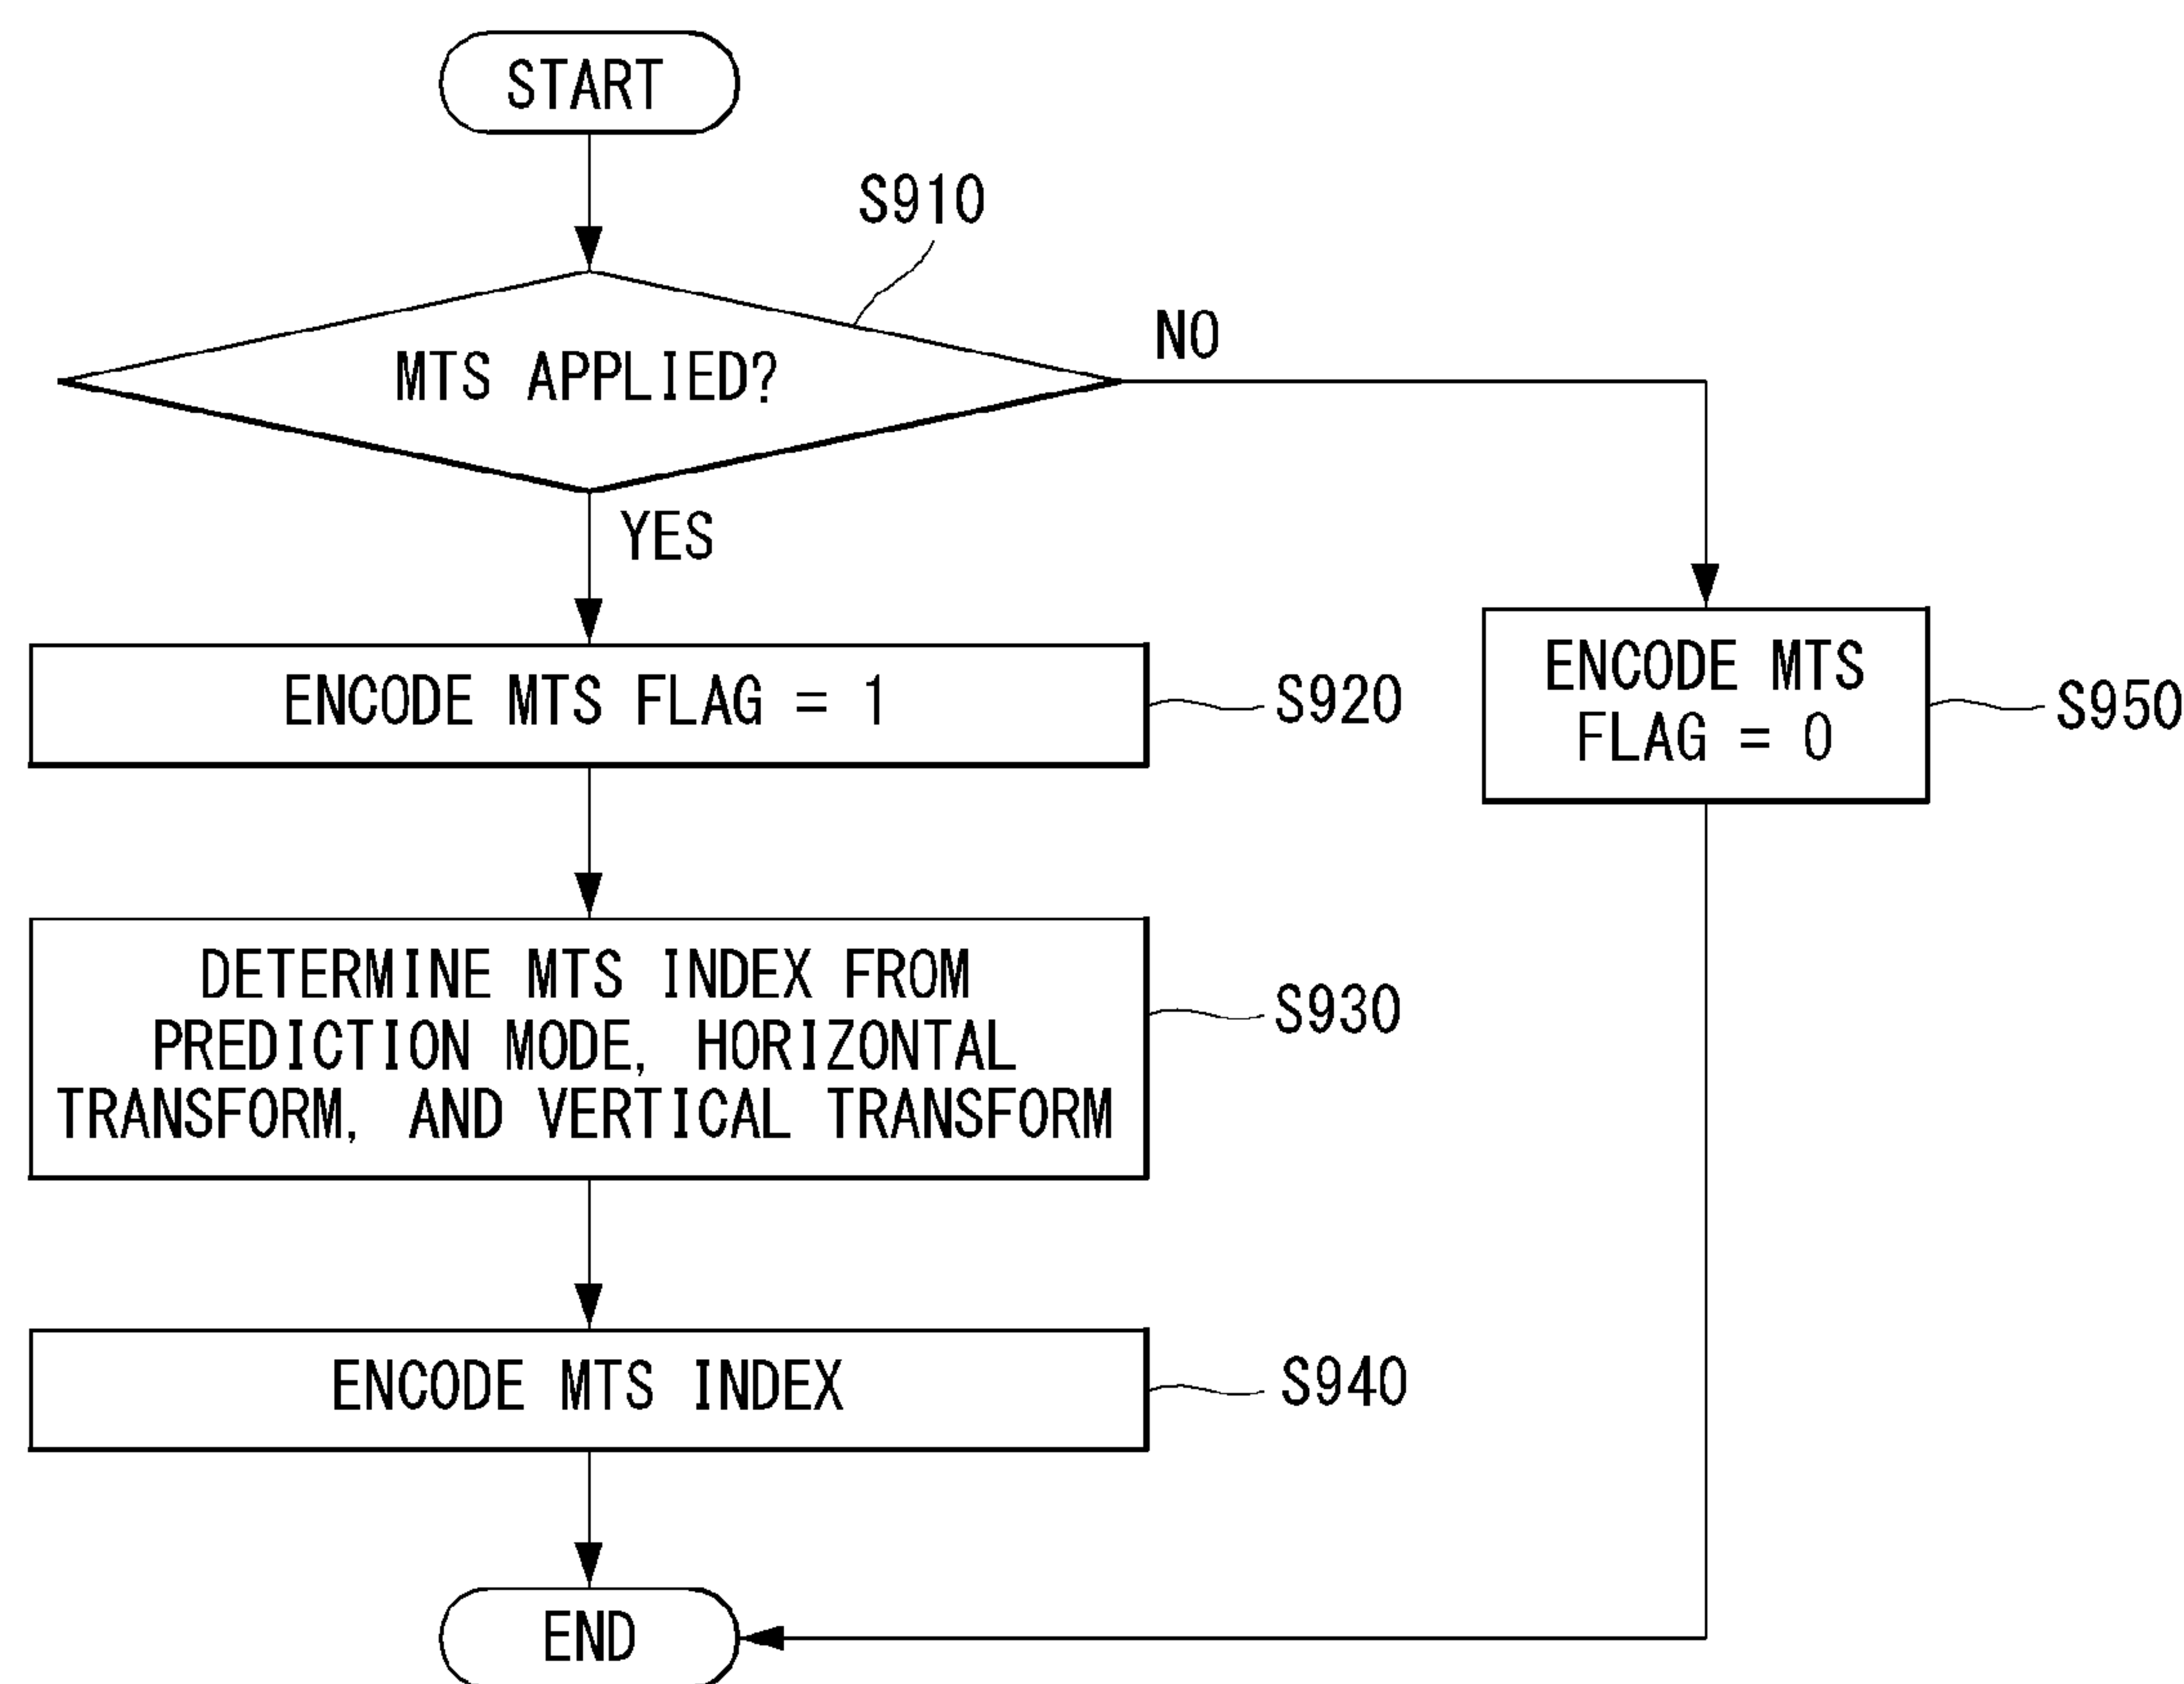 START
S910
MTS APPLIED?
NO
YES
ENCODE MTS FLAG = 1
S920
ENCODE MTS
FLAG = 0
S950
DETERMINE MTS INDEX FROM
PREDICTION MODE, HORIZONTAL
TRANSFORM, AND VERTICAL TRANSFORM
S930
ENCODE MTS INDEX
S940
END